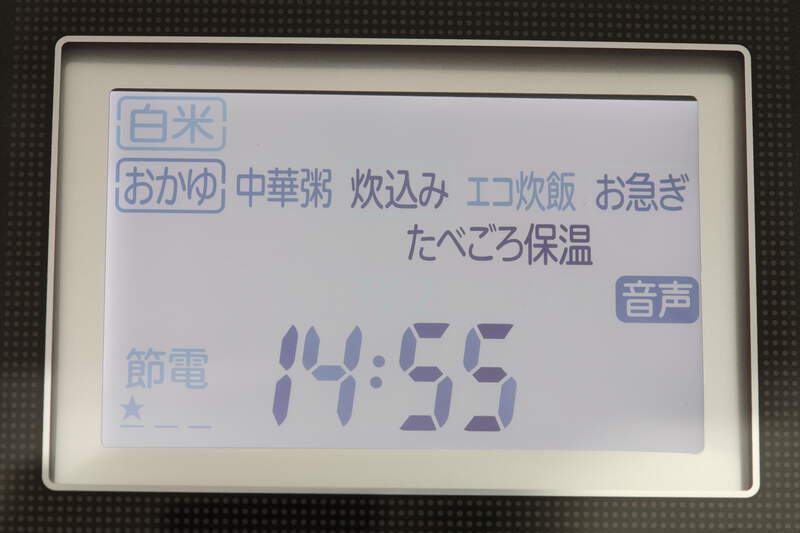 白米
おかゆ 中華粥 炊込み エコ炊飯 お急ぎ
たべごろ保温
音声
節電
14:55